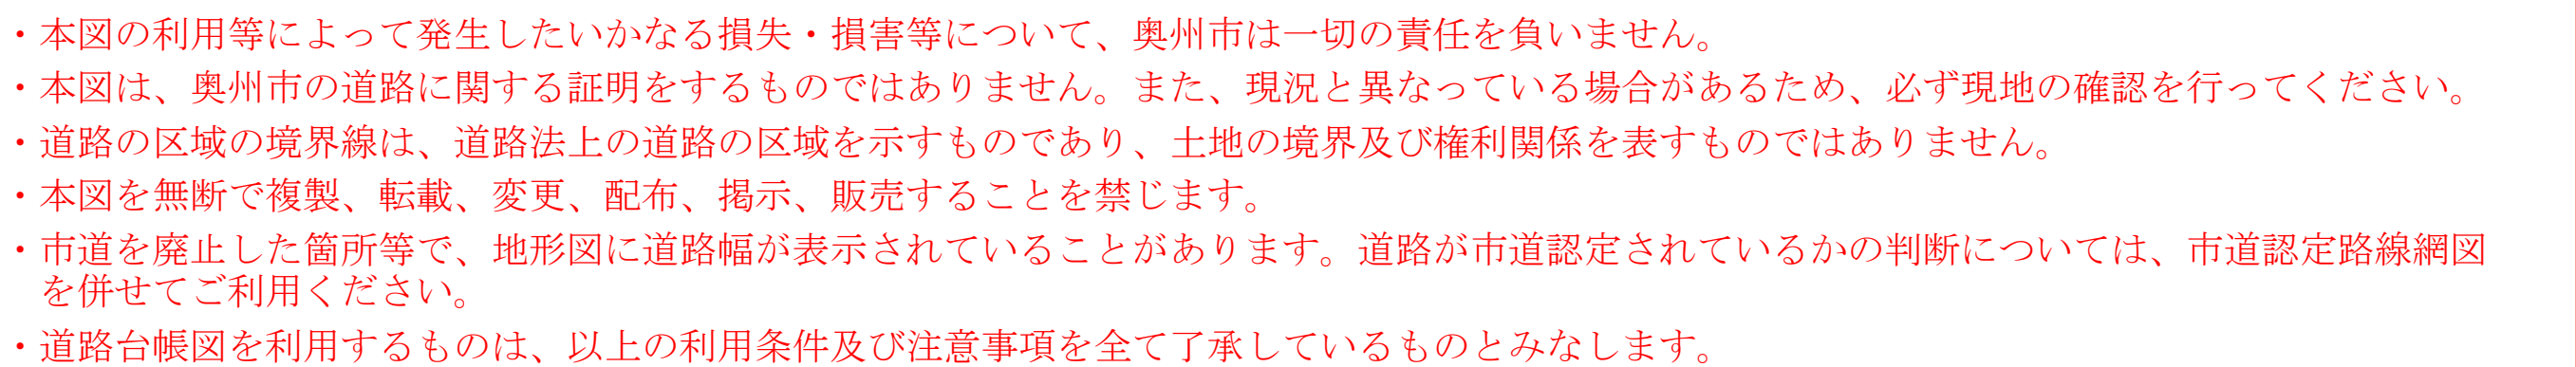 ・本図の利用等によって発生したいかなる損失・損害等について、奥州市は一切の責任を負いません。
・本図は、奥州市の道路に関する証明をするものではありません。また、現況と異なっている場合があるため、必ず現地の確認を行ってください。
・道路の区域の境界線は、道路法上の道路の区域を示すものであり、土地の境界及び権利関係を表すものではありません。
・本図を無断で複製、転載、変更、配布、掲示、販売することを禁じます。
・市道を廃止した箇所等で、地形図に道路幅が表示されていることがあります。道路が市道認定されているかの判断については、市道認定路線網図
を併せてご利用ください。
・道路台帳図を利用するものは、以上の利用条件及び注意事項を全て了承しているものとみなします。